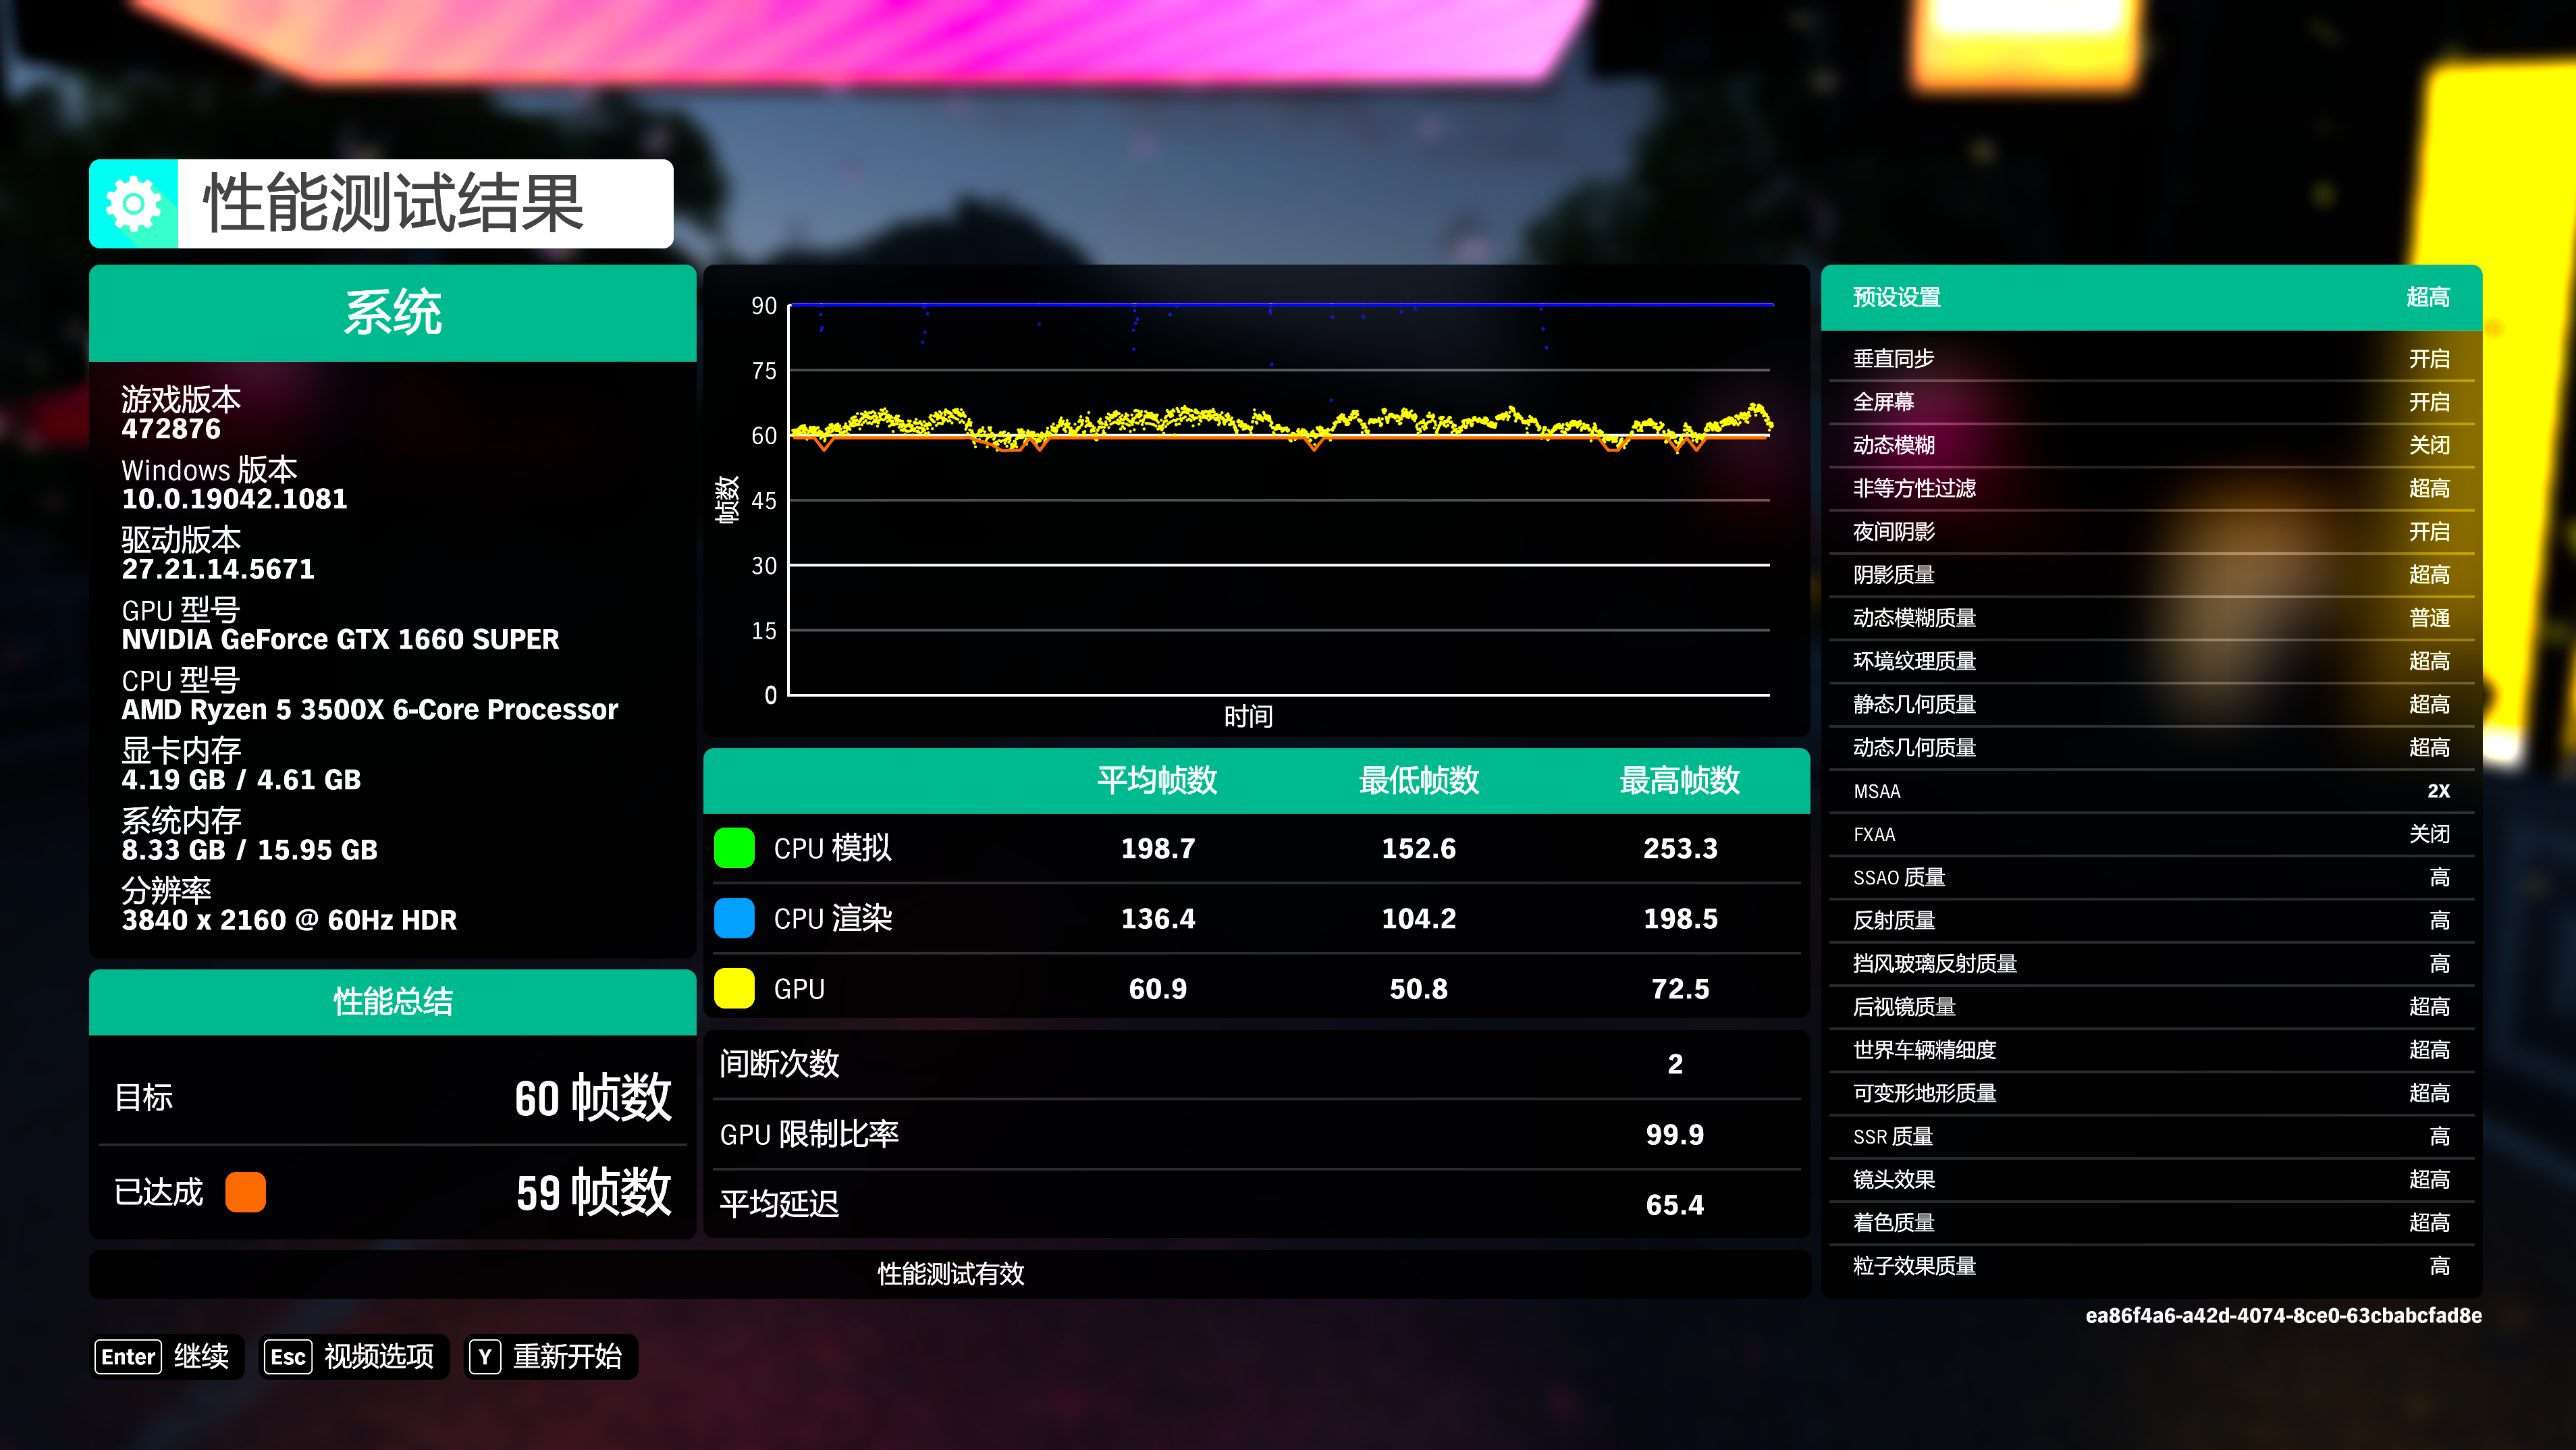 性能测试结果
系统
游戏版本
472876
Windows 版本
10.0.19042.1081
驱动版本
27.21.14.5671
GPU 型号
NVIDIA GeForce GTX 1660 SUPER
CPU 型号
AMD Ryzen 5 3500X 6-Core Processor
显卡内存
4.19 GB / 4.61 GB
系统内存
8.33 GB / 15.95 GB
分辨率
3840 x 2160 @ 60Hz HDR
性能总结
目标 60 帧数
已达成 59 帧数
90
75
60
45
30
15
0
帧数
时间
平均帧数 最低帧数 最高帧数
CPU 模拟 198.7 152.6 253.3
CPU 渲染 136.4 104.2 198.5
GPU 60.9 50.8 72.5
间断次数 2
GPU 限制比率 99.9
平均延迟 65.4
性能测试有效
预设设置 超高
垂直同步 开启
全屏幕 开启
动态模糊 关闭
非等方性过滤 超高
夜间阴影 开启
阴影质量 超高
动态模糊质量 普通
环境纹理质量 超高
静态几何质量 超高
动态几何质量 超高
MSAA 2X
FXAA 关闭
SSAO 质量 高
反射质量 高
挡风玻璃反射质量 高
后视镜质量 超高
世界车辆精细度 超高
可变形地形质量 超高
SSR 质量 高
镜头效果 超高
着色质量 超高
粒子效果质量 高
ea86f4a6-a42d-4074-8ce0-63cbabcfad8e
Enter 继续 Esc 视频选项 Y 重新开始